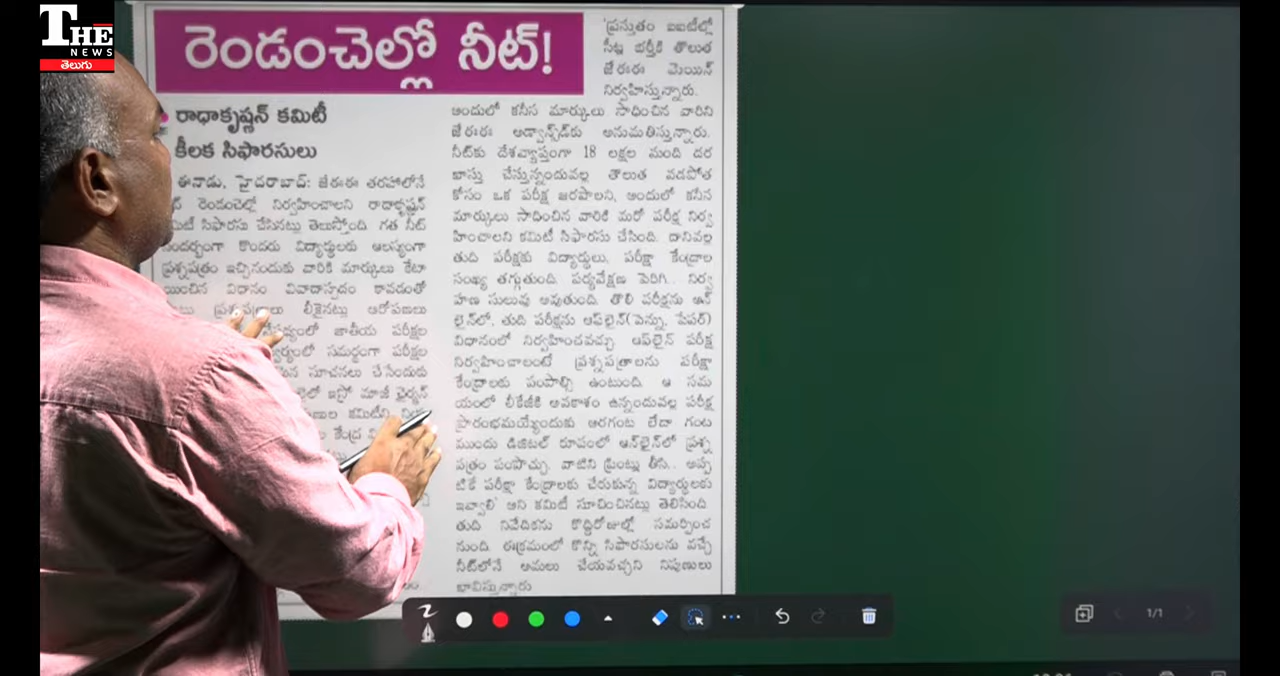 THE
NEWS
తెలుగు
రెండంచెల్లో నీట్!
రాధాకృష్ణన్ కమిటీ
కీలక సిఫారసులు
ఈనాడు, హైదరాబాద్: జేఈఈ తరహాలోనే
రెండంచెల్లో నిర్వహించాలని రాధాకృష్ణన్
సిఫారసు చేసినట్లు తెలుస్తోంది. గత నీట్
కొందరు విద్యార్థులకు ఆలస్యంగా
ప్రశ్నపత్రం ఇచ్చినందుకు వారికి మార్కులు కేటా
యించిన విధానం వివాదాస్పదం కావడంతో
లీకైనట్లు ఆరోపణలు
జాతీయ పరీక్షల
సమర్థంగా పరీక్షల
సూచనలు చేసేందుకు
ఇస్రో మాజీ ఛైర్మన్
కమిటీని
కేంద్ర
'ప్రస్తుతం ఐఐటీల్లో
సీట్ల భర్తీకి తొలుత
జేఈఈ మెయిన్
నిర్వహిస్తున్నారు.
అందులో కనీస మార్కులు సాధించిన వారిని
జేఈఈ అడ్వాన్స్‌డ్‌కు అనుమతిస్తున్నారు.
నీట్‌కు దేశవ్యాప్తంగా 18 లక్షల మంది దర
ఖాస్తు చేస్తున్నందువల్ల తొలుత వడపోత
కోసం ఒక పరీక్ష జరపాలని, అందులో కనీస
మార్కులు సాధించిన వారికి మరో పరీక్ష నిర్వ
హించాలని కమిటీ సిఫారసు చేసింది. దానివల్ల
తుది పరీక్షకు విద్యార్థులు, పరీక్షా కేంద్రాల
సంఖ్య తగ్గుతుంది. పర్యవేక్షణ పెరిగి.. నిర్వ
హణ సులువు అవుతుంది. తొలి పరీక్షను ఆన్
లైన్‌లో, తుది పరీక్షను ఆఫ్‌లైన్(పెన్ను, పేపర్)
విధానంలో నిర్వహించవచ్చు. ఆఫ్‌లైన్ పరీక్ష
నిర్వహించాలంటే ప్రశ్నపత్రాలను పరీక్షా
కేంద్రాలకు పంపాల్సి ఉంటుంది. ఆ సమ
యంలో లీకేజీకి అవకాశం ఉన్నందువల్ల పరీక్ష
ప్రారంభమయ్యేందుకు అరగంట లేదా గంట
ముందు డిజిటల్ రూపంలో ఆన్‌లైన్‌లో ప్రశ్న
పత్రం పంపొచ్చు. వాటిని ప్రింట్లు తీసి.. అప్ప
టికే పరీక్షా కేంద్రాలకు చేరుకున్న విద్యార్థులకు
ఇవ్వాలి' అని కమిటీ సూచించినట్లు తెలిసింది.
తుది నివేదికను కొద్దిరోజుల్లో సమర్పించ
నుంది. ఈక్రమంలో కొన్ని సిఫారసులను వచ్చే
నీట్‌లోనే అమలు చేయవచ్చని నిపుణులు
భావిస్తున్నారు
1/1